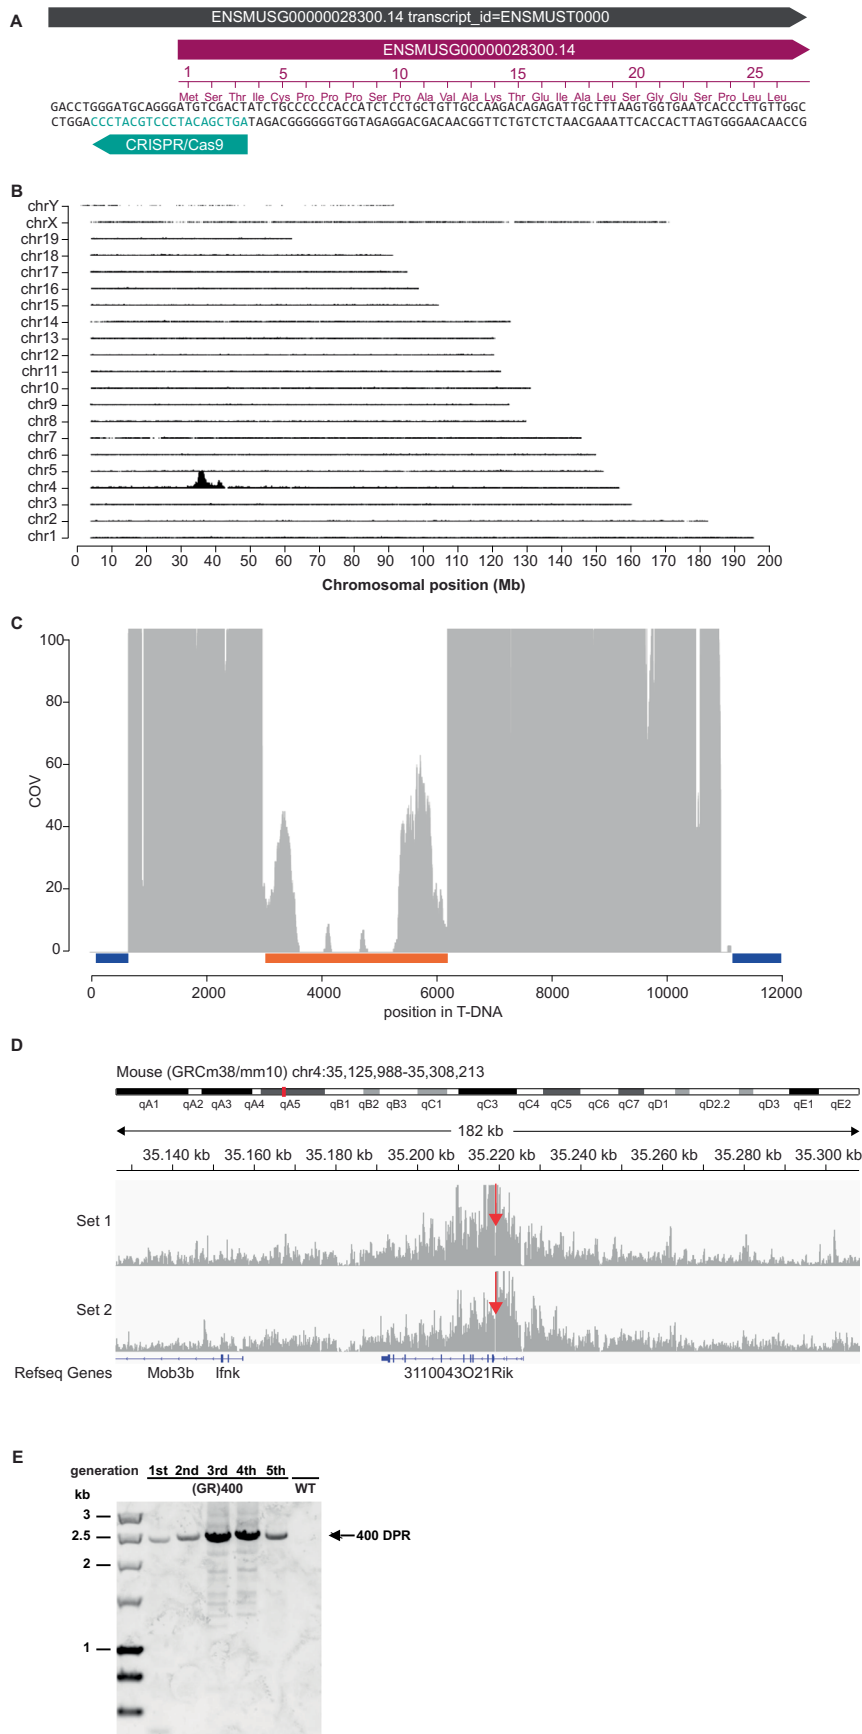 A
ENSMUSG00000028300.14 transcript_id=ENSMUST0000
ENSMUSG00000028300.14
1 5 10 15 20 25
Met Ser Thr Ile Cys Pro Pro Pro Ser Pro Ala Val Ala Lys Thr Glu Ile Ala Leu Ser Gly Glu Ser Pro Leu Leu
GACCTGGGATGCAGGGATGTCGACTATCTGCCCCCCACCATCTCCTGCTGTTGCCAAGACAGAGATTGCTTTAAGTGGTGAATCACCCTTGTTGGC
CTGGACCCTACGTCCCTACAGCTGATAGACGGGGGGTGGTAGAGGACGACAACGGTTCTGTCTCTAACGAAATTCACCACTTAGTGGGAACAACCG
CRISPR/Cas9
B
chrY
chrX
chr19
chr18
chr17
chr16
chr15
chr14
chr13
chr12
chr11
chr10
chr9
chr8
chr7
chr6
chr5
chr4
chr3
chr2
chr1
0 10 20 30 40 50 60 70 80 90 100 110 120 130 140 150 160 170 180 190 200
Chromosomal position (Mb)
C
100
80
60
40
20
0
COV
0 2000 4000 6000 8000 10000 12000
position in T-DNA
D
Mouse (GRCm38/mm10) chr4:35,125,988-35,308,213
qA1 qA2 qA3 qA4 qA5 qB1 qB2 qB3 qC1 qC3 qC4 qC5 qC6 qC7 qD1 qD2.2 qD3 qE1 qE2
182 kb
35.140 kb 35.160 kb 35.180 kb 35.200 kb 35.220 kb 35.240 kb 35.260 kb 35.280 kb 35.300 kb
Set 1
Set 2
Refseq Genes Mob3b Ifnk 3110043O21Rik
E
generation 1st 2nd 3rd 4th 5th
(GR)400 WT
kb
3
2.5
2
1
400 DPR